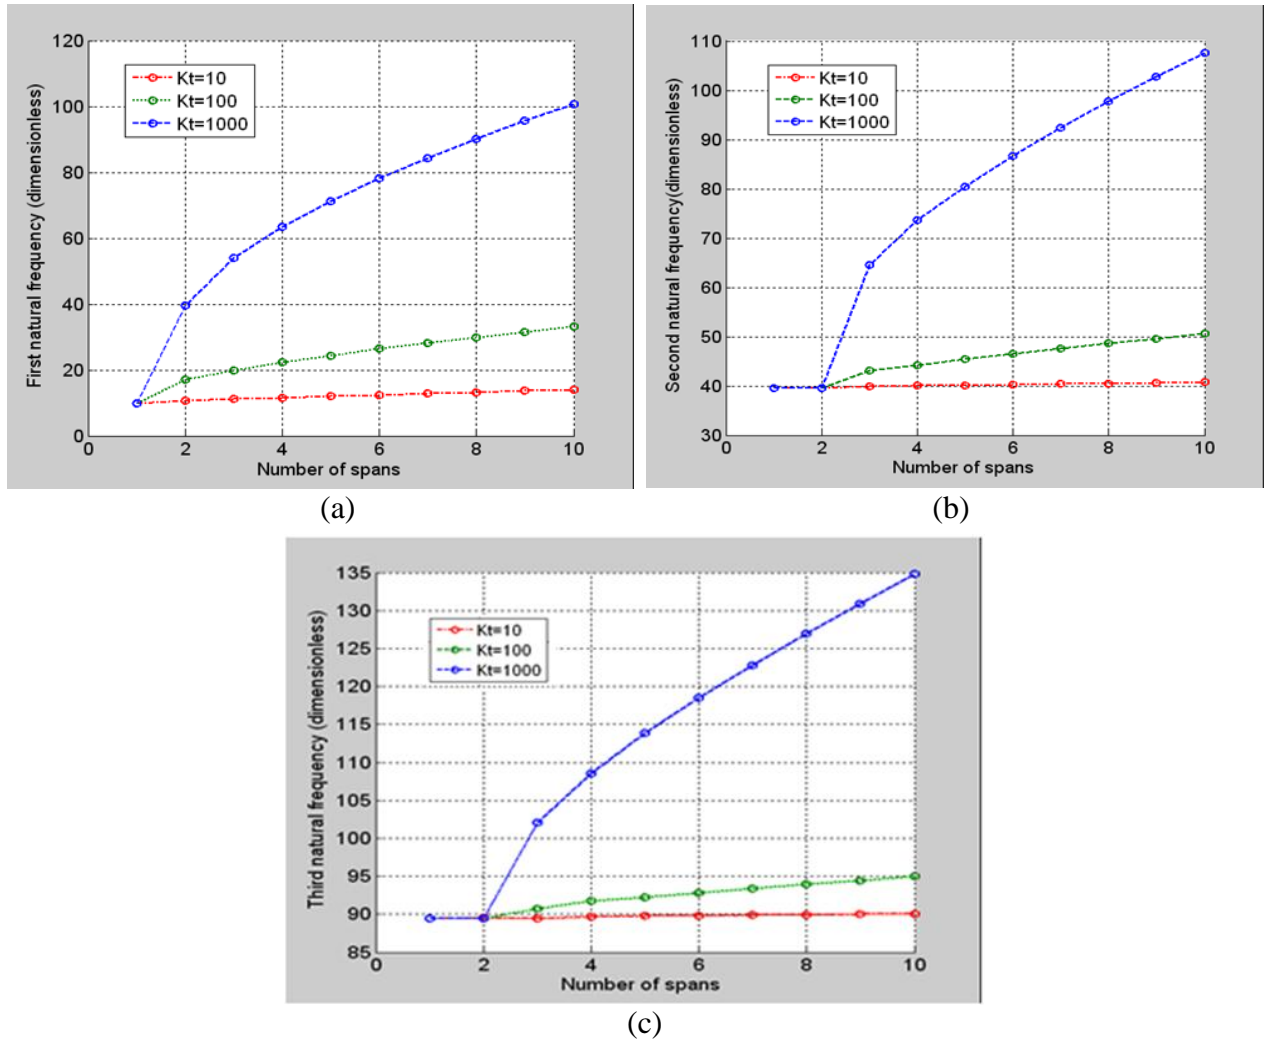 First natural frequency (dimensionless)
120
100
80
60
40
20
0
Kt=10
Kt=100
Kt=1000
0 2 4 6 8 10
Number of spans
(a)
Second natural frequency(dimensionless)
110
100
90
80
70
60
50
40
30
Kt=10
Kt=100
Kt=1000
0 2 4 6 8 10
Number of spans
(b)
Third natural frequency (dimensionless)
135
130
125
120
115
110
105
100
95
90
85
Kt=10
Kt=100
Kt=1000
0 2 4 6 8 10
Number of spans
(c)